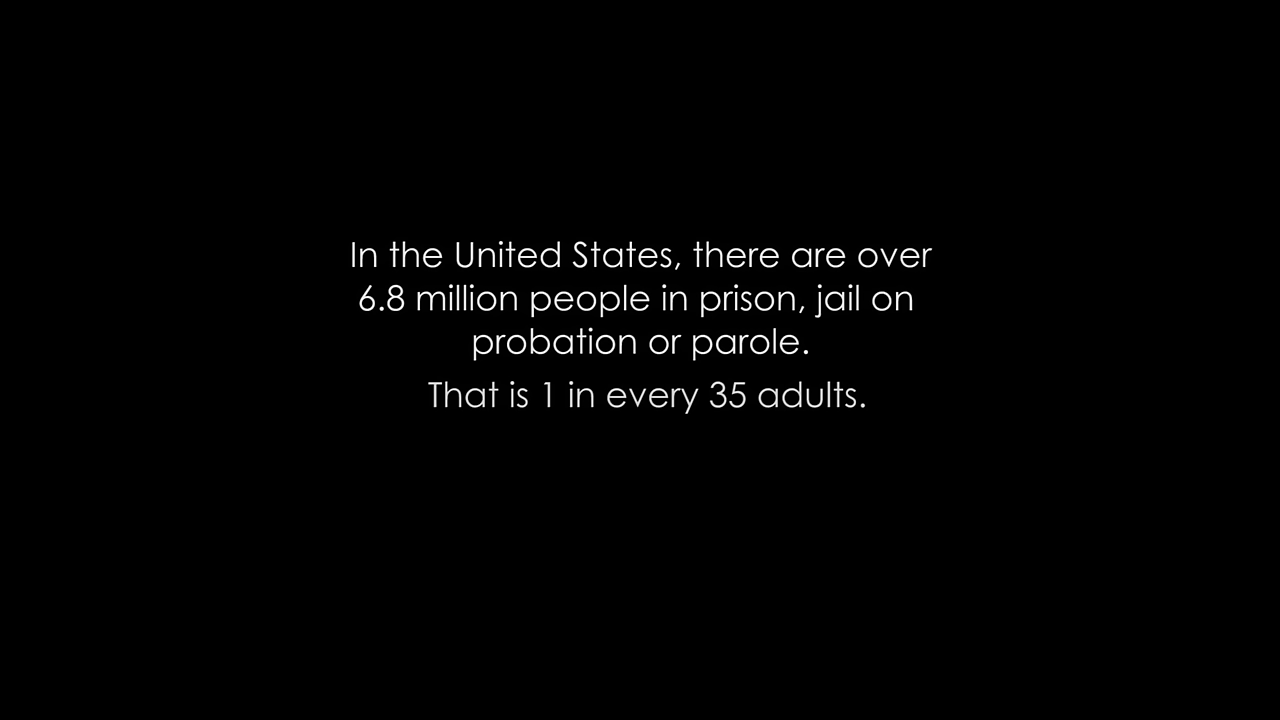 In the United States, there are over
6.8 million people in prison, jail on
probation or parole.
That is 1 in every 35 adults.